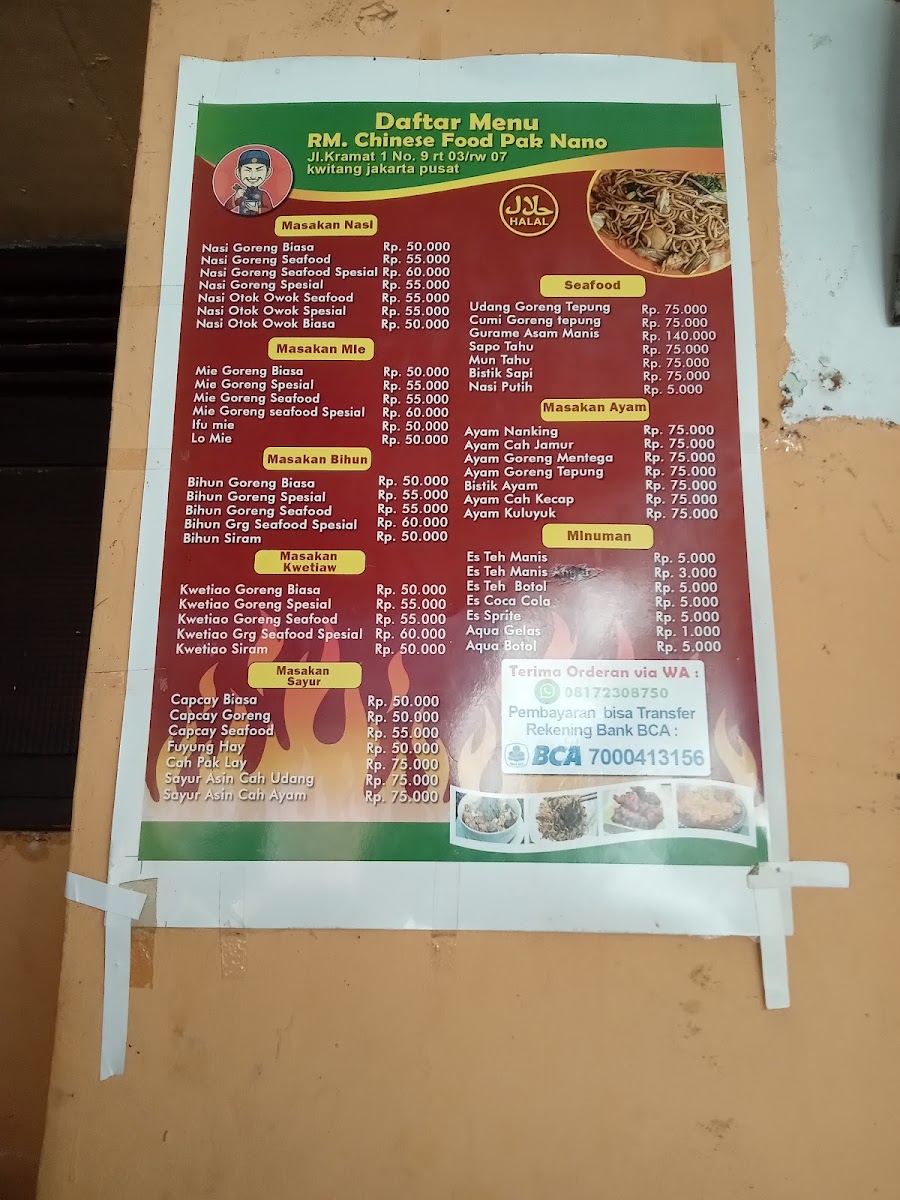 Daftar Menu
RM. Chinese Food Pak Nano
Jl.Kramat 1 No. 9 rt 03/rw 07
kwitang jakarta pusat
حلال
HALAL
Masakan Nasi
Nasi Goreng Biasa Rp. 50.000
Nasi Goreng Seafood Rp. 55.000
Nasi Goreng Seafood Spesial Rp. 60.000
Nasi Goreng Spesial Rp. 55.000
Nasi Otok Owok Seafood Rp. 55.000
Nasi Otok Owok Spesial Rp. 55.000
Nasi Otok Owok Biasa Rp. 50.000
Masakan MIe
Mie Goreng Biasa Rp. 50.000
Mie Goreng Spesial Rp. 55.000
Mie Goreng Seafood Rp. 55.000
Mie Goreng seafood Spesial Rp. 60.000
Ifu mie Rp. 50.000
Lo Mie Rp. 50.000
Masakan Bihun
Bihun Goreng Biasa Rp. 50.000
Bihun Goreng Spesial Rp. 55.000
Bihun Goreng Seafood Rp. 55.000
Bihun Grg Seafood Spesial Rp. 60.000
Bihun Siram Rp. 50.000
Masakan
Kwetiaw
Kwetiao Goreng Biasa Rp. 50.000
Kwetiao Goreng Spesial Rp. 55.000
Kwetiao Goreng Seafood Rp. 55.000
Kwetiao Grg Seafood Spesial Rp. 60.000
Kwetiao Siram Rp. 50.000
Masakan
Sayur
Capcay Biasa Rp. 50.000
Capcay Goreng Rp. 50.000
Capcay Seafood Rp. 55.000
Fuyung Hay Rp. 50.000
Cah Pak Lay Rp. 75.000
Sayur Asin Cah Udang Rp. 75.000
Sayur Asin Cah Ayam Rp. 75.000
Seafood
Udang Goreng Tepung Rp. 75.000
Cumi Goreng tepung Rp. 75.000
Gurame Asam Manis Rp. 140.000
Sapo Tahu Rp. 75.000
Mun Tahu Rp. 75.000
Bistik Sapi Rp. 75.000
Nasi Putih Rp. 5.000
Masakan Ayam
Ayam Nanking Rp. 75.000
Ayam Cah Jamur Rp. 75.000
Ayam Goreng Mentega Rp. 75.000
Ayam Goreng Tepung Rp. 75.000
Bistik Ayam Rp. 75.000
Ayam Cah Kecap Rp. 75.000
Ayam Kuluyuk Rp. 75.000
MInuman
Es Teh Manis Rp. 5.000
Es Teh Manis Rp. 3.000
Es Teh Botol Rp. 5.000
Es Coca Cola Rp. 5.000
Es Sprite Rp. 5.000
Aqua Gelas Rp. 1.000
Aqua Botol Rp. 5.000
Terima Orderan via WA :
08172308750
Pembayaran bisa Transfer
Rekening Bank BCA :
BCA 7000413156